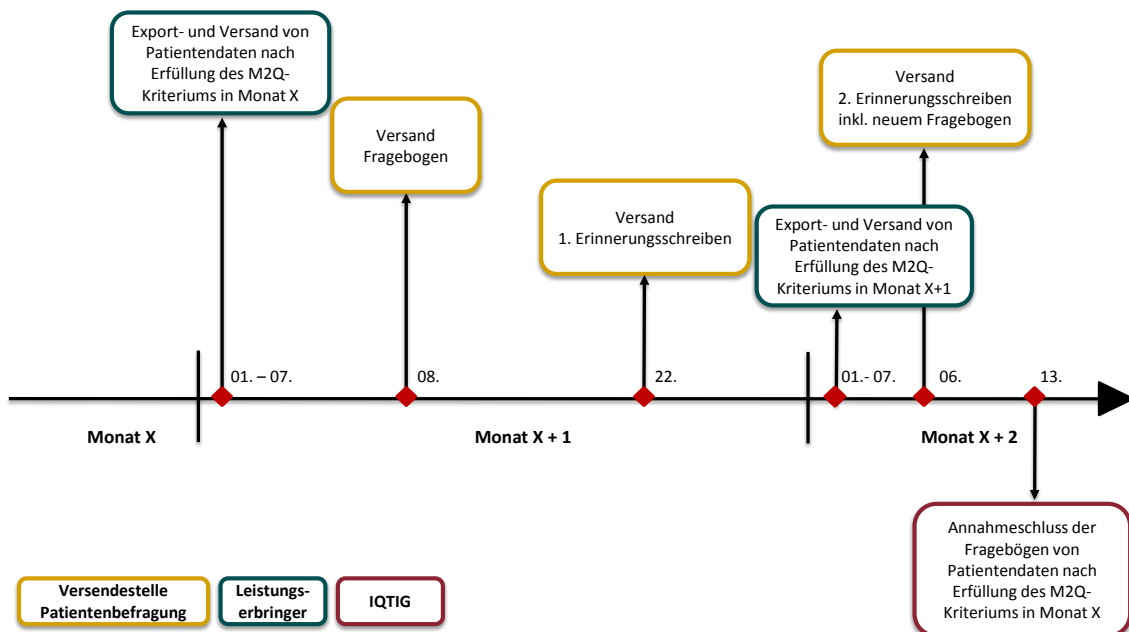 Export- und Versand von
Patientendaten nach
Erfüllung des M2Q-
Kriteriums in Monat X
Versand
Fragebogen
Versand
1. Erinnerungsschreiben
Export- und Versand von
Patientendaten nach
Erfüllung des M2Q-
Kriteriums in Monat X+1
Versand
2. Erinnerungsschreiben
inkl. neuem Fragebogen
01. – 07.
08.
22.
01.- 07.
06.
13.
Monat X
Monat X + 1
Monat X + 2
Annahmeschluss der
Fragebögen von
Patientendaten nach
Erfüllung des M2Q-
Kriteriums in Monat X
Versendestelle
Patientenbefragung
Leistungs-
erbringer
IQTIG